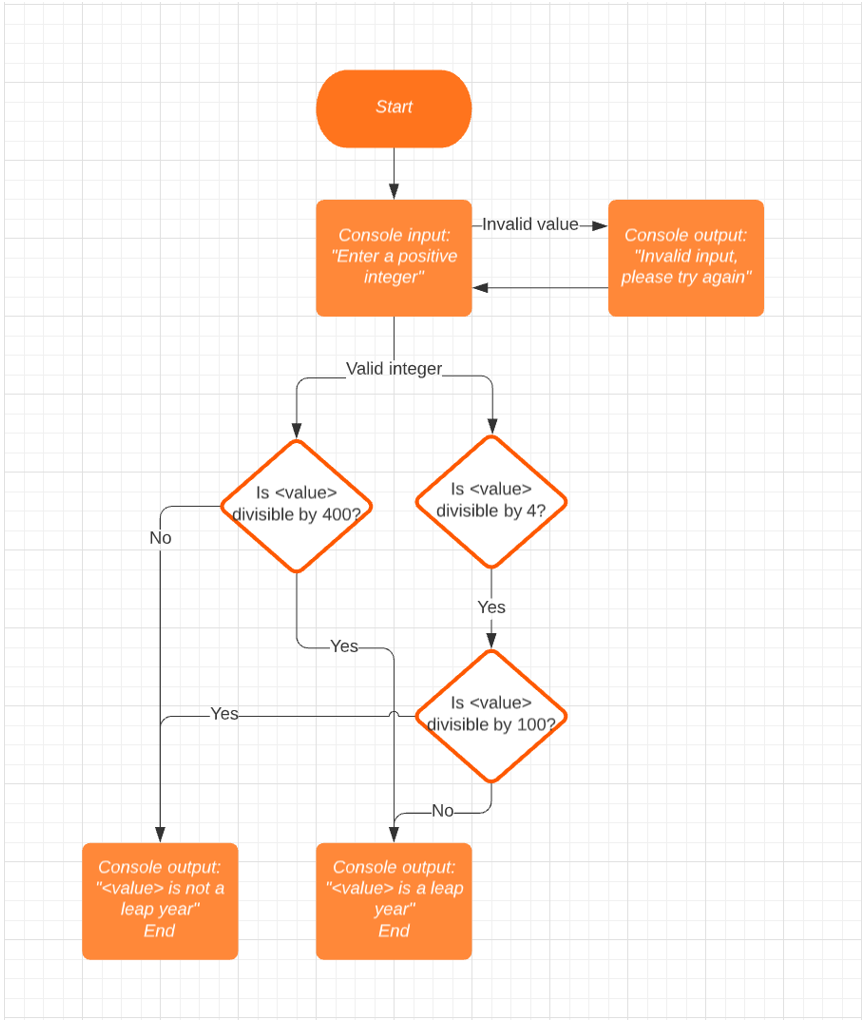 Start
Console input:
"Enter a positive
integer"
Invalid value
Console output:
"Invalid input,
please try again"
Valid integer
Is <value>
divisible by 400?
Is <value>
divisible by 4?
No
Yes
Yes
Is <value>
divisible by 100?
Yes
No
Console output:
"<value> is not a
leap year"
End
Console output:
"<value> is a leap
year"
End